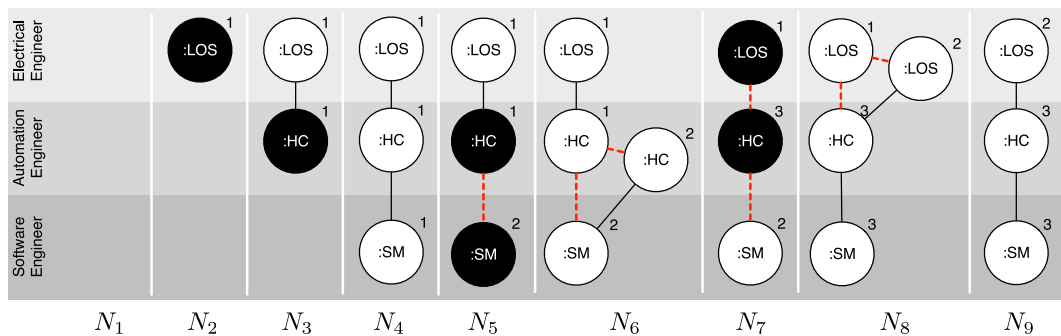 Electrical
Engineer
:LOS 1
:LOS 1
:LOS 1
:LOS 1
:LOS 1
:LOS 1
:LOS 1
:LOS 2
:LOS 2
Automation
Engineer
:HC 1
:HC 1
:HC 1
:HC 1
:HC 2
:HC 3
:HC 3
:HC 3
Software
Engineer
:SM 1
:SM 2
:SM 2
:SM 2
:SM 3
:SM 3
N1 N2 N3 N4 N5 N6 N7 N8 N9